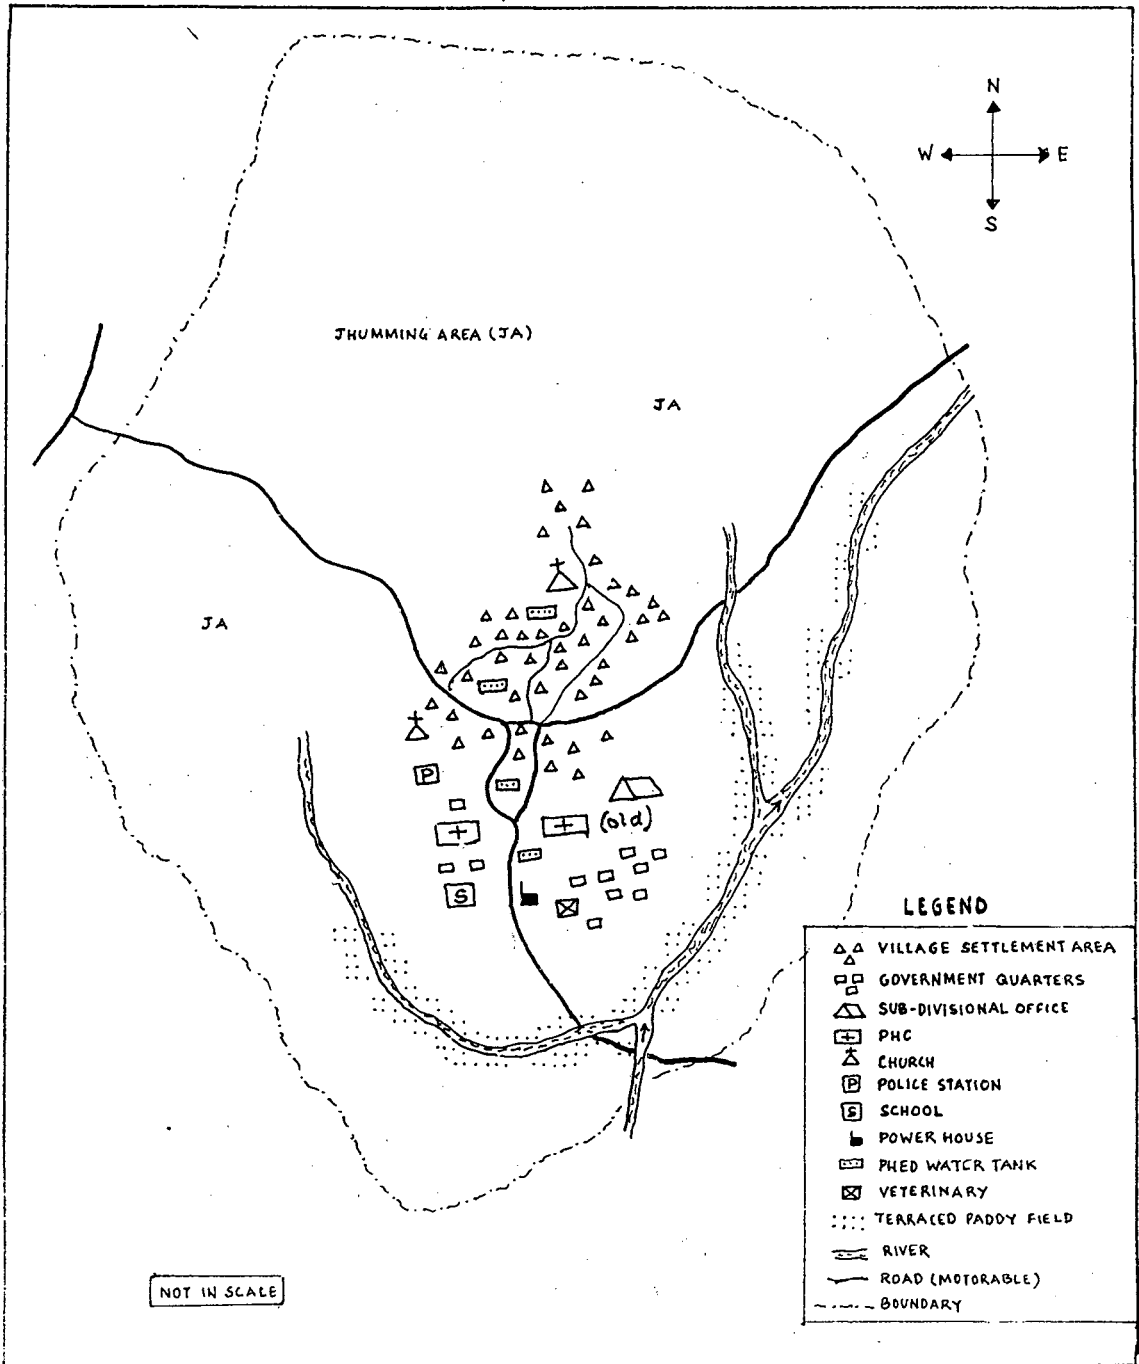 N
W E
S
JHUMMING AREA (JA)
JA
JA
P
(old)
S
LEGEND
VILLAGE SETTLEMENT AREA
GOVERNMENT QUARTERS
SUB-DIVISIONAL OFFICE
PHC
CHURCH
P POLICE STATION
S SCHOOL
POWER HOUSE
PHED WATER TANK
VETERINARY
TERRACED PADDY FIELD
RIVER
ROAD (MOTORABLE)
BOUNDARY
NOT IN SCALE